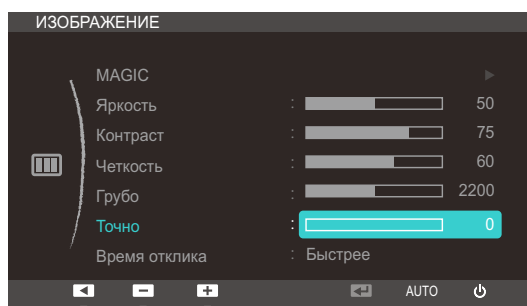 ИЗОБРАЖЕНИЕ
MAGIC
Яркость : 50
Контраст : 75
Четкость : 60
Грубо : 2200
Точно : 0
Время отклика : Быстрее
AUTO